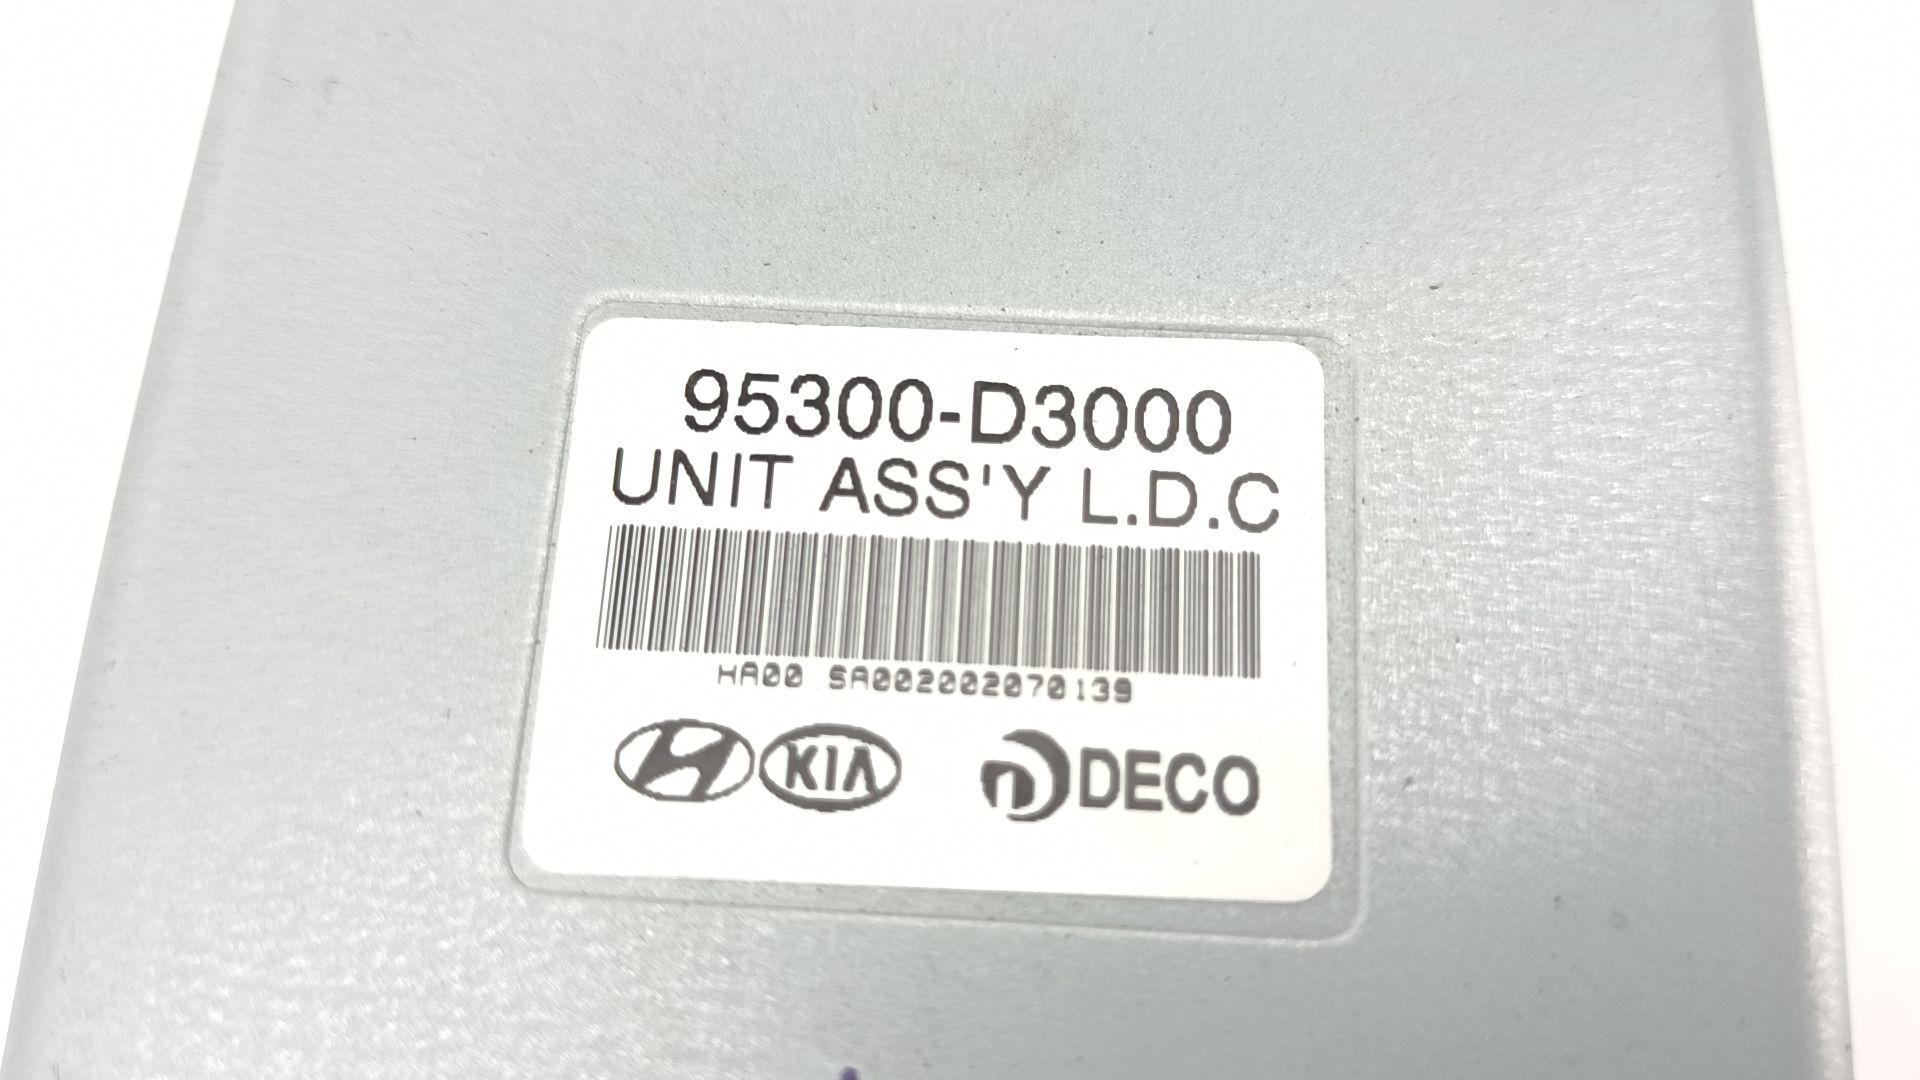 95300-D3000
UNIT ASS'Y L.D.C
HA00 SA002002070139
KIA DECO